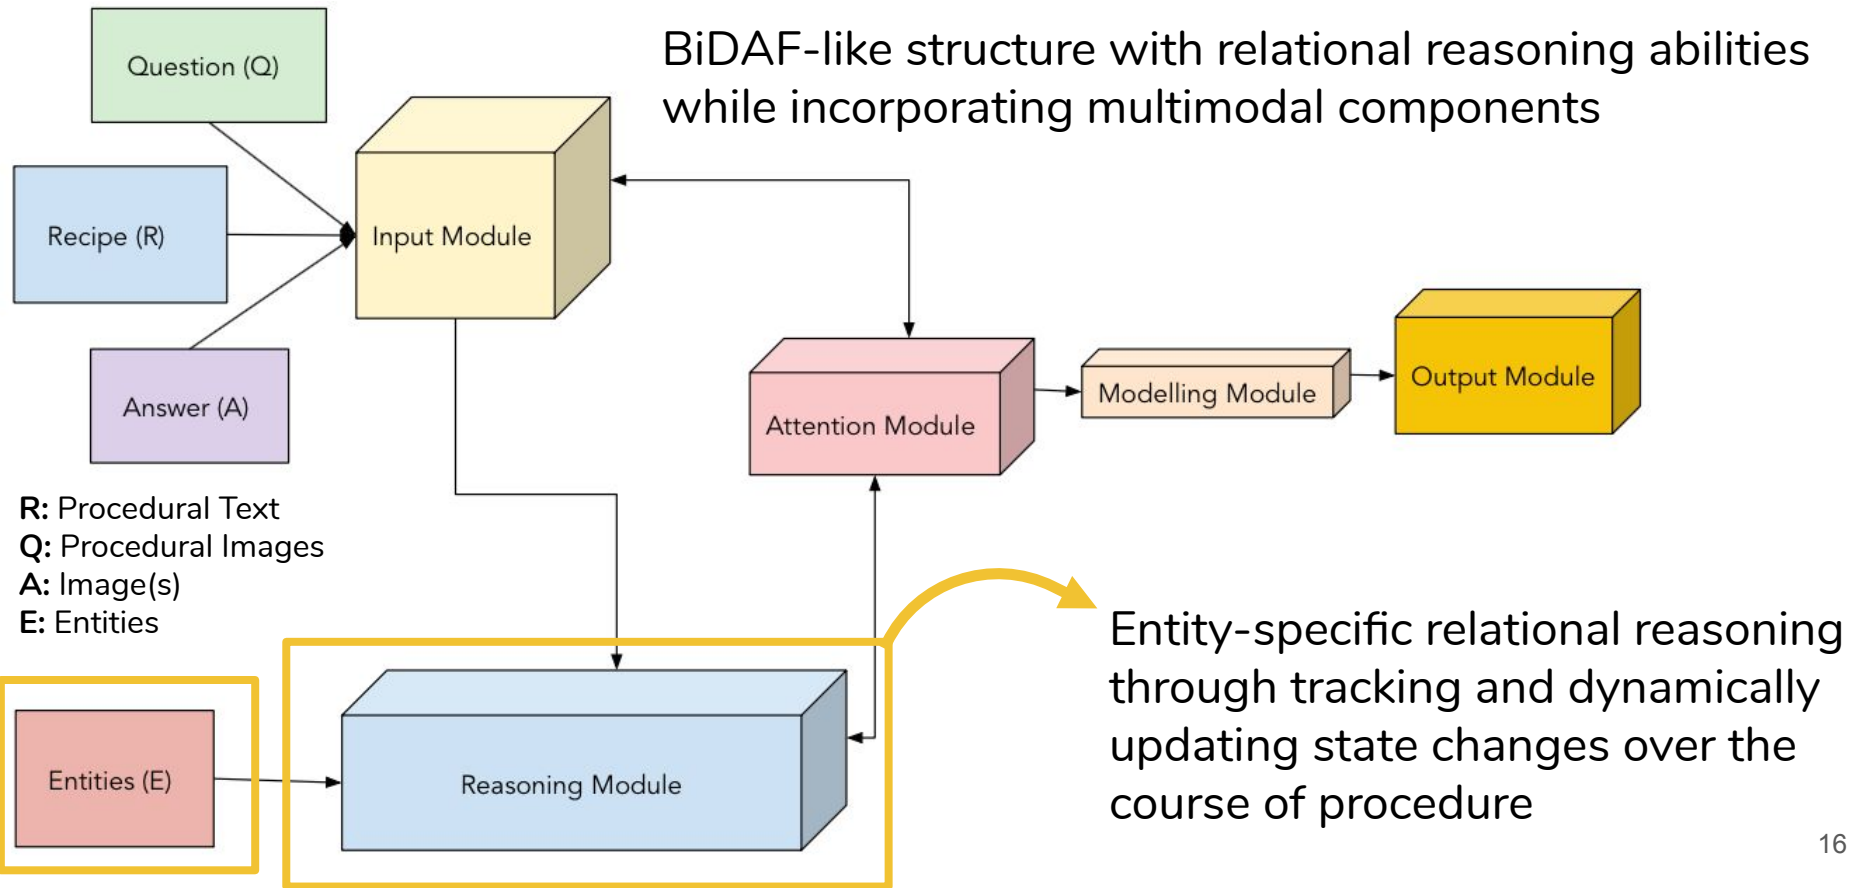 BiDAF-like structure with relational reasoning abilities
while incorporating multimodal components
Question (Q)
Recipe (R)
Input Module
Answer (A)
Attention Module
Modelling Module
Output Module
R: Procedural Text
Q: Procedural Images
A: Image(s)
E: Entities
Entities (E)
Reasoning Module
Entity-specific relational reasoning
through tracking and dynamically
updating state changes over the
course of procedure
16